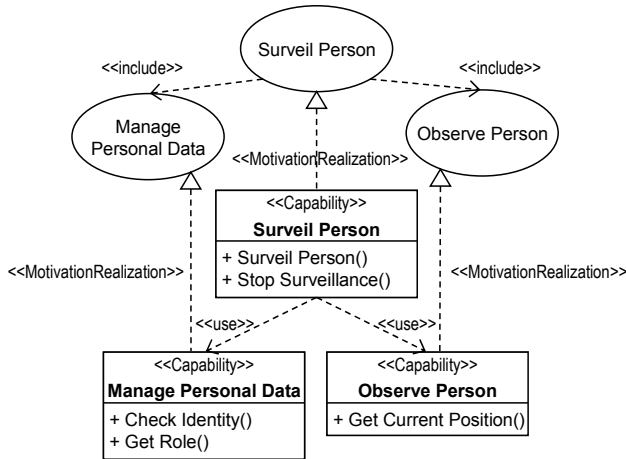 Surveil Person
<<include>>
<<include>>
Manage
Personal Data
Observe Person
<<MotivationRealization>>
<<Capability>>
Surveil Person
+ Surveil Person()
+ Stop Surveillance()
<<MotivationRealization>>
<<MotivationRealization>>
<<use>>
<<use>>
<<Capability>>
Manage Personal Data
+ Check Identity()
+ Get Role()
<<Capability>>
Observe Person
+ Get Current Position()